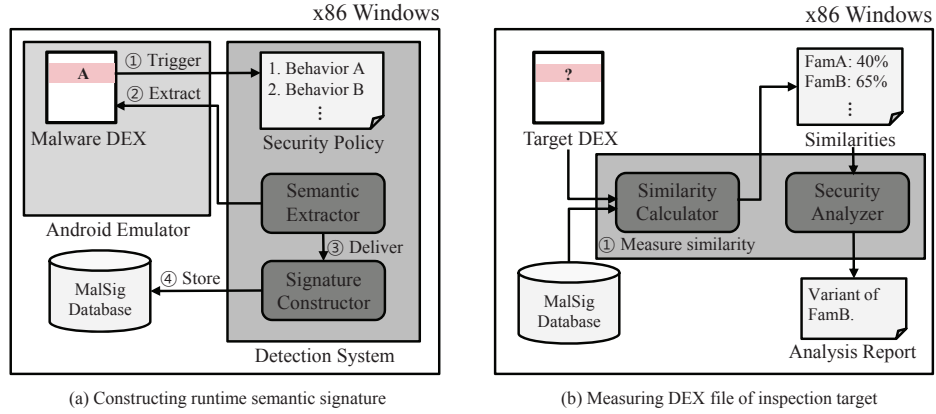 x86 Windows
A
① Trigger
② Extract
Malware DEX
1. Behavior A
2. Behavior B
⋮
Security Policy
Semantic
Extractor
Android Emulator
③ Deliver
④ Store
MalSig
Database
Signature
Constructor
Detection System
(a) Constructing runtime semantic signature
x86 Windows
?
Target DEX
FamA: 40%
FamB: 65%
⋮
Similarities
Similarity
Calculator
Security
Analyzer
① Measure similarity
MalSig
Database
Variant of
FamB.
Analysis Report
(b) Measuring DEX file of inspection target